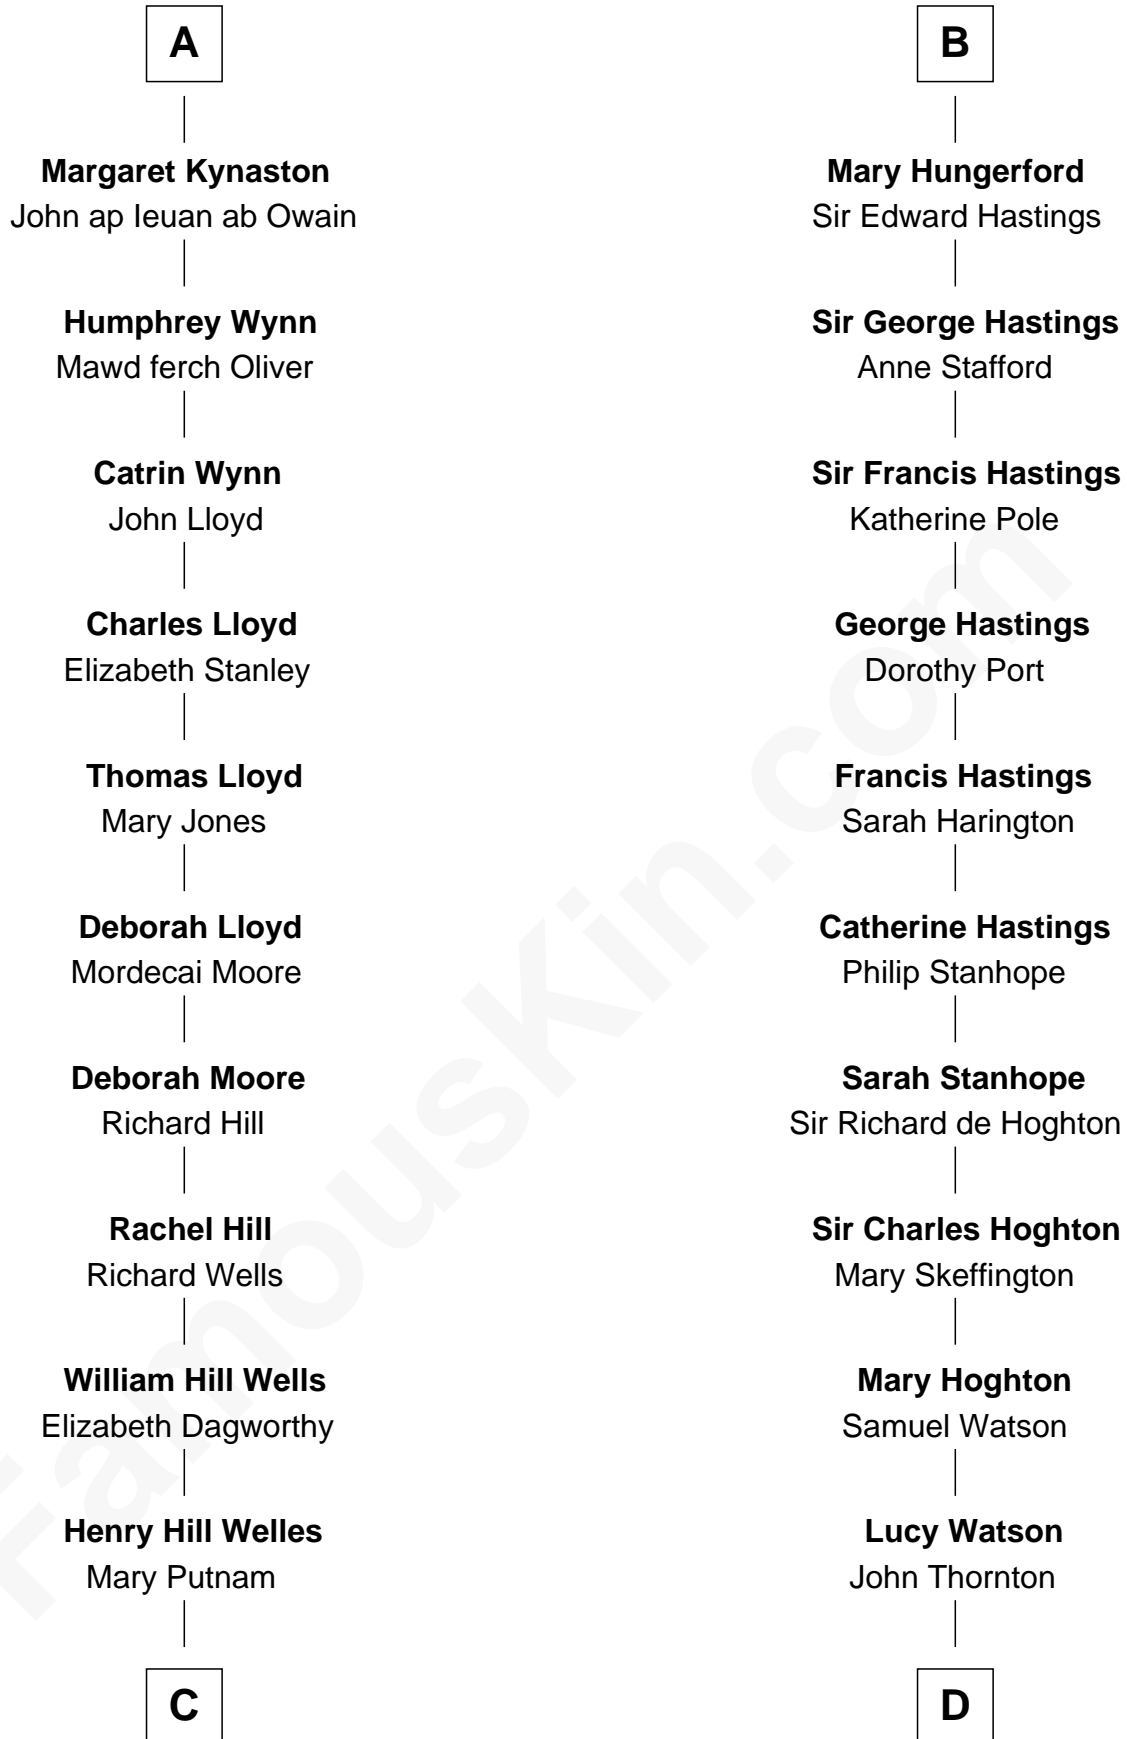 A
Margaret Kynaston
John ap Ieuan ab Owain
Humphrey Wynn
Mawd ferch Oliver
Catrin Wynn
John Lloyd
Charles Lloyd
Elizabeth Stanley
Thomas Lloyd
Mary Jones
Deborah Lloyd
Mordecai Moore
Deborah Moore
Richard Hill
Rachel Hill
Richard Wells
William Hill Wells
Elizabeth Dagworthy
Henry Hill Welles
Mary Putnam
C
B
Mary Hungerford
Sir Edward Hastings
Sir George Hastings
Anne Stafford
Sir Francis Hastings
Katherine Pole
George Hastings
Dorothy Port
Francis Hastings
Sarah Harington
Catherine Hastings
Philip Stanhope
Sarah Stanhope
Sir Richard de Hoghton
Sir Charles Hoghton
Mary Skeffington
Mary Hoghton
Samuel Watson
Lucy Watson
John Thornton
D
FamousKin.com